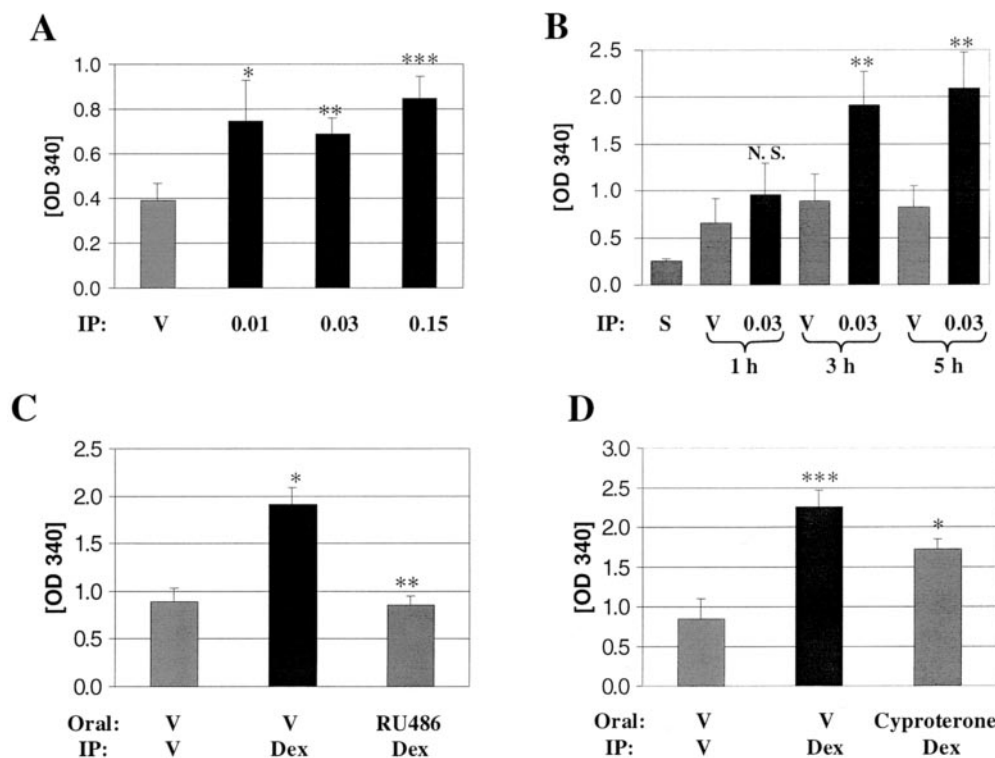 A
[OD 340]
1.0
0.8
0.6
0.4
0.2
0.0
*
**
***
IP: V 0.01 0.03 0.15
B
[OD 340]
2.5
2.0
1.5
1.0
0.5
0.0
N. S.
**
**
IP: S V 0.03 V 0.03 V 0.03
1 h 3 h 5 h
C
[OD 340]
2.5
2.0
1.5
1.0
0.5
0.0
*
**
Oral: V V RU486
IP: V Dex Dex
D
[OD 340]
3.0
2.5
2.0
1.5
1.0
0.5
0.0
***
*
Oral: V V Cyproterone
IP: V Dex Dex